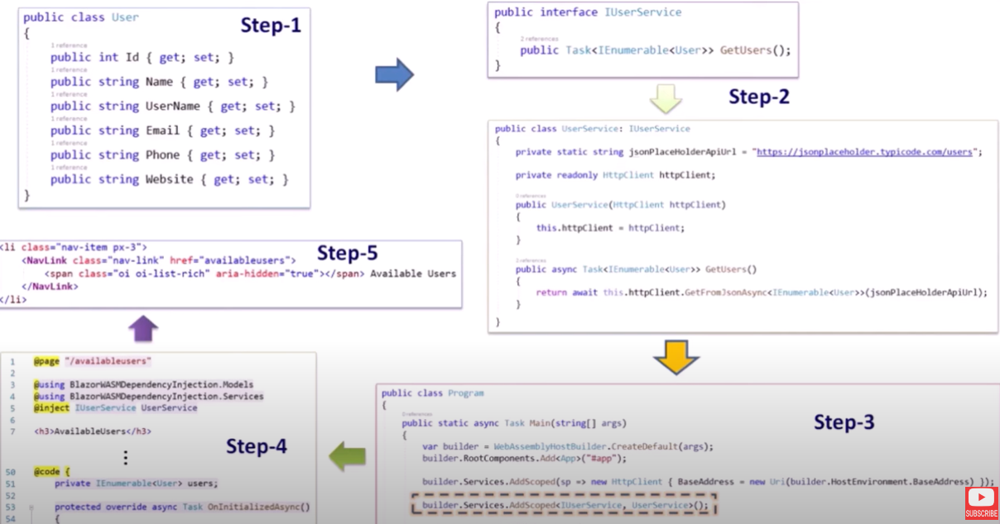 public class User
{
1 reference
public int Id { get; set; }
1 reference
public string Name { get; set; }
1 reference
public string UserName { get; set; }
1 reference
public string Email { get; set; }
1 reference
public string Phone { get; set; }
1 reference
public string Website { get; set; }
}
Step-1
public interface IUserService
{
2 references
public Task<IEnumerable<User>> GetUsers();
}
Step-2
public class UserService: IUserService
{
private static string jsonPlaceHolderApiUrl = "https://jsonplaceholder.typicode.com/users";
private readonly HttpClient httpClient;
0 references
public UserService(HttpClient httpClient)
{
this.httpClient = httpClient;
}
2 references
public async Task<IEnumerable<User>> GetUsers()
{
return await this.httpClient.GetFromJsonAsync<IEnumerable<User>>(jsonPlaceHolderApiUrl);
}
}
Step-3
public class Program
{
0 references
public static async Task Main(string[] args)
{
var builder = WebAssemblyHostBuilder.CreateDefault(args);
builder.RootComponents.Add<App>("#app");
builder.Services.AddScoped(sp => new HttpClient { BaseAddress = new Uri(builder.HostEnvironment.BaseAddress) });
builder.Services.AddScoped<IUserService, UserService>();
Step-4
1 @page "/availableusers"
2
3 @using BlazorWASMDependencyInjection.Models
4 @using BlazorWASMDependencyInjection.Services
5 @inject IUserService UserService
6
7 <h3>AvailableUsers</h3>
⋮
50 @code {
51 private IEnumerable<User> users;
52
53 protected override async Task OnInitializedAsync()
54 {
Step-5
<li class="nav-item px-3">
<NavLink class="nav-link" href="availableusers">
<span class="oi oi-list-rich" aria-hidden="true"></span> Available Users
</NavLink>
</li>
SUBSCRIBE